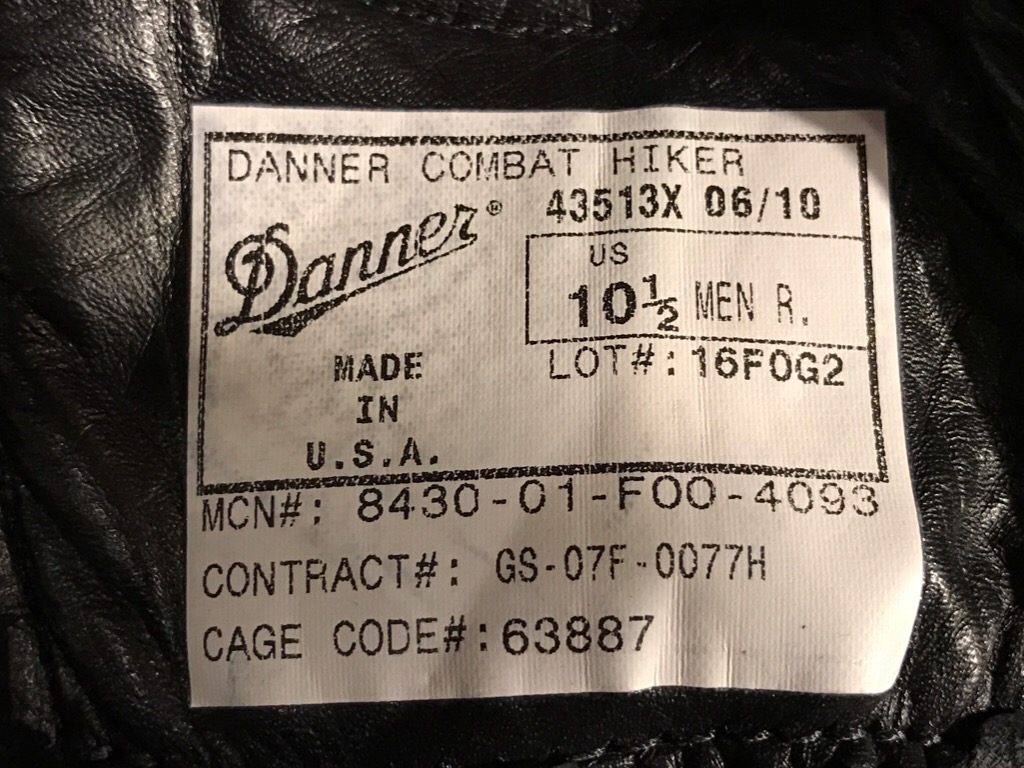 DANNER COMBAT HIKER
43513X 06/10
Danner®
US
10½ MEN R.
MADE
IN
U.S.A.
LOT#: 16F0G2
MCN#: 8430-01-F00-4093
CONTRACT#: GS-07F-0077H
CAGE CODE#: 63887